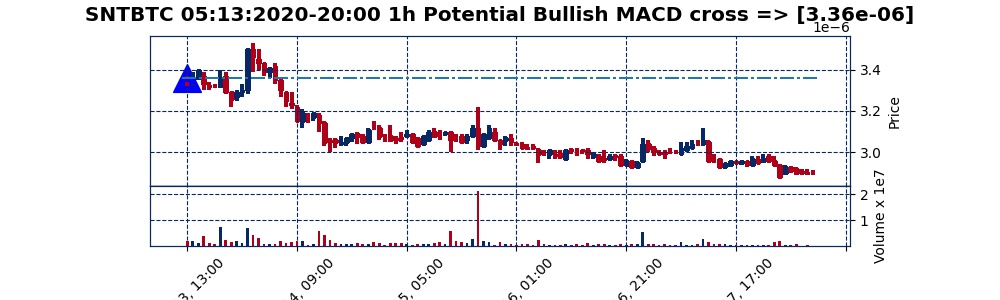 SNTBTC 05:13:2020-20:00 1h Potential Bullish MACD cross => [3.36e-06]
1e−6
3.4
3.2
3.0
Price
2
1
Volume x 1e7
3, 13:00
4, 09:00
5, 05:00
6, 01:00
6, 21:00
7, 17:00